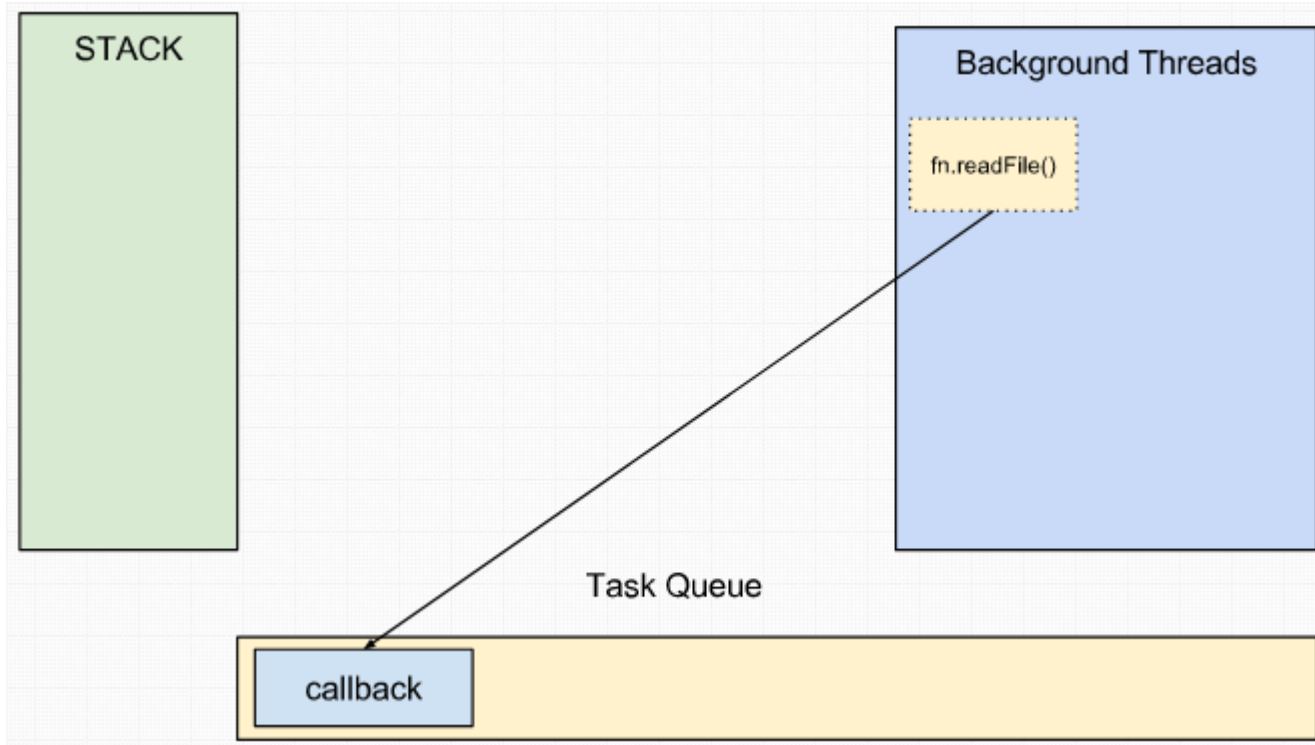 STACK
Background Threads
fn.readFile()
Task Queue
callback